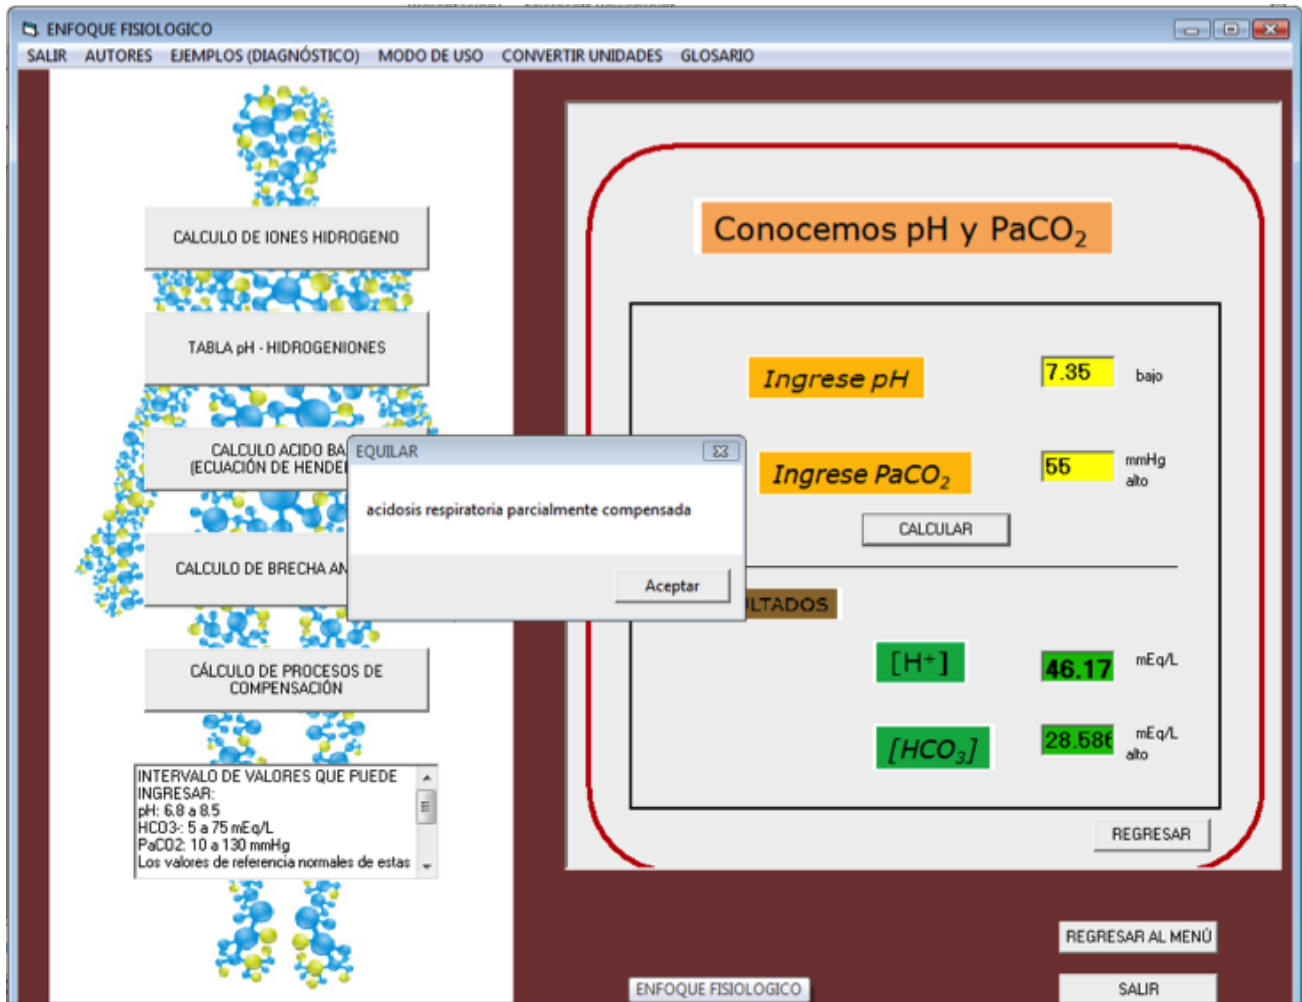 ENFOQUE FISIOLOGICO
SALIR AUTORES EJEMPLOS (DIAGNÓSTICO) MODO DE USO CONVERTIR UNIDADES GLOSARIO
CALCULO DE IONES HIDROGENO
TABLA pH - HIDROGENIONES
CALCULO ACIDO BA
(ECUACIÓN DE HENDE
CALCULO DE BRECHA AN
CÁLCULO DE PROCESOS DE
COMPENSACIÓN
INTERVALO DE VALORES QUE PUEDE
INGRESAR:
pH: 6.8 a 8.5
HCO3-: 5 a 75 mEq/L
PaCO2: 10 a 130 mmHg
Los valores de referencia normales de estas
EQUILAR
acidosis respiratoria parcialmente compensada
Aceptar
Conocemos pH y PaCO₂
Ingrese pH 7.35 bajo
Ingrese PaCO₂ 55 mmHg
alto
CALCULAR
ULTADOS
[H⁺] 46.17 mEq/L
[HCO₃] 28.586 mEq/L
alto
REGRESAR
REGRESAR AL MENÚ
ENFOQUE FISIOLOGICO
SALIR